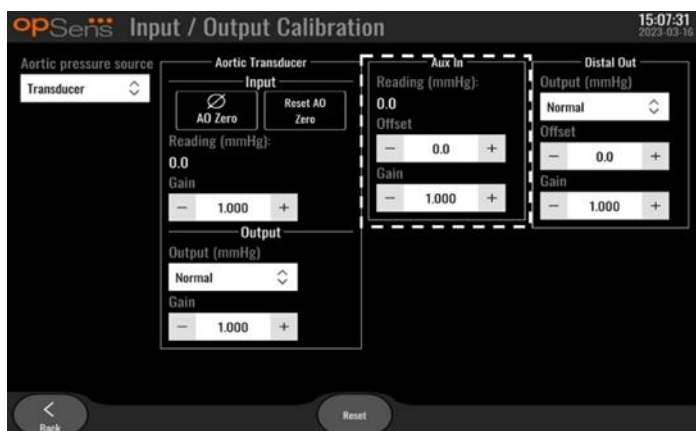 opSens Input / Output Calibration
15:07:31
2023-03-16
Aortic pressure source
Transducer
Aortic Transducer
Input
AO Zero
Reset AO
Zero
Reading (mmHg):
0.0
Gain
− 1.000 +
Output
Output (mmHg)
Normal
Gain
− 1.000 +
Aux In
Reading (mmHg):
0.0
Offset
− 0.0 +
Gain
− 1.000 +
Distal Out
Output (mmHg)
Normal
Offset
− 0.0 +
Gain
− 1.000 +
Back
Reset